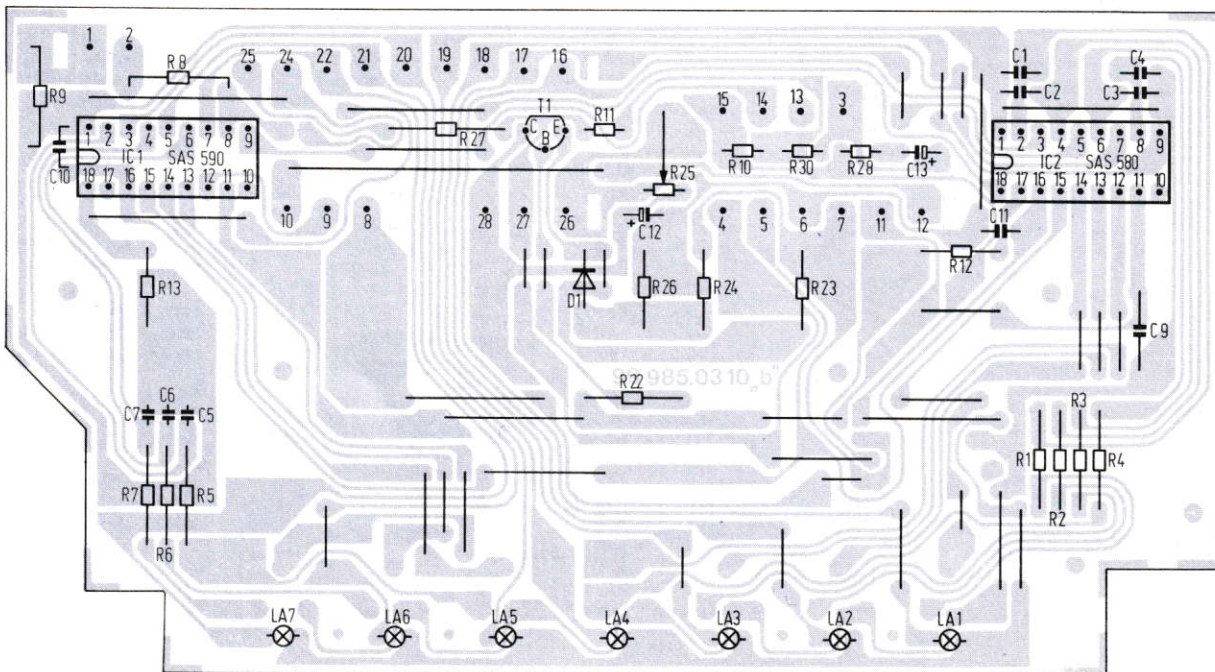 1 2
R8
25 24 22 21 20 19 18 17 16
R9
T1
C E
B
R11
R27
15 14 13 3
C1 C4
C2 C3
1 2 3 4 5 6 7 8 9
IC1 SAS 590
18 17 16 15 14 13 12 11 10
C10
R25
R10 R30 R28 C13 +
1 2 3 4 5 6 7 8 9
IC2 SAS 580
18 17 16 15 14 13 12 11 10
10 9 8
28 27 26
+ C12
4 5 6 7 11 12
C11
R12
R13
D1
R26 R24 R23
C9
985.0310 „b"
R22
C7 C6 C5
R3
R1 R4
R2
R7 R5
R6
LA7 LA6 LA5 LA4 LA3 LA2 LA1